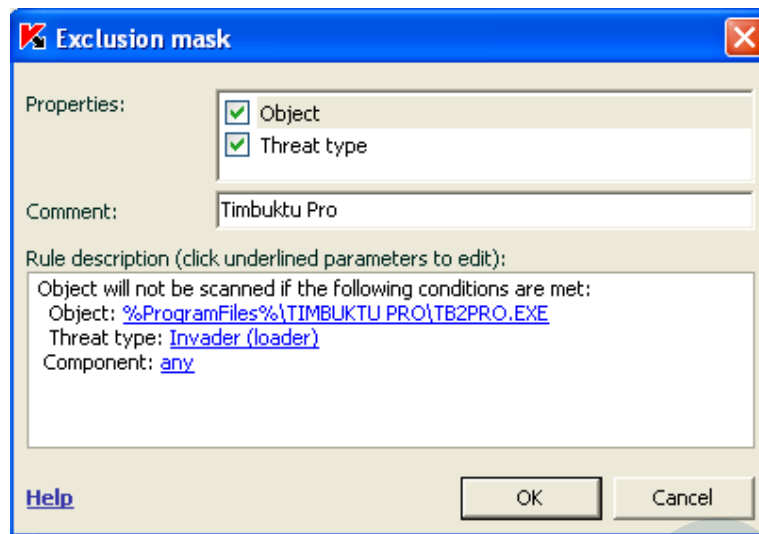 Exclusion mask
Properties:
Object
Threat type
Comment:
Timbuktu Pro
Rule description (click underlined parameters to edit):
Object will not be scanned if the following conditions are met:
Object: %ProgramFiles%\TIMBUKTU PRO\TB2PRO.EXE
Threat type: Invader (loader)
Component: any
Help
OK
Cancel